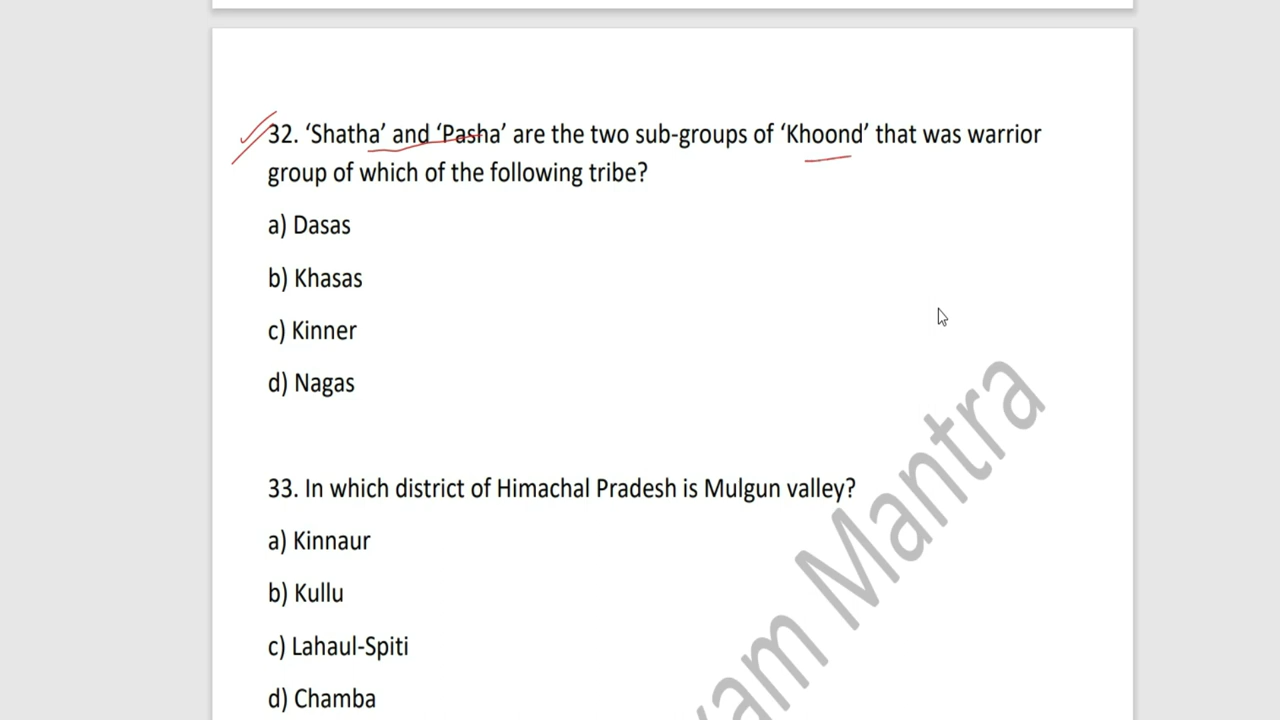 32. ‘Shatha’ and ‘Pasha’ are the two sub-groups of ‘Khoond’ that was warrior
group of which of the following tribe?
a) Dasas
b) Khasas
c) Kinner
d) Nagas
33. In which district of Himachal Pradesh is Mulgun valley?
a) Kinnaur
b) Kullu
c) Lahaul-Spiti
d) Chamba
Mantra